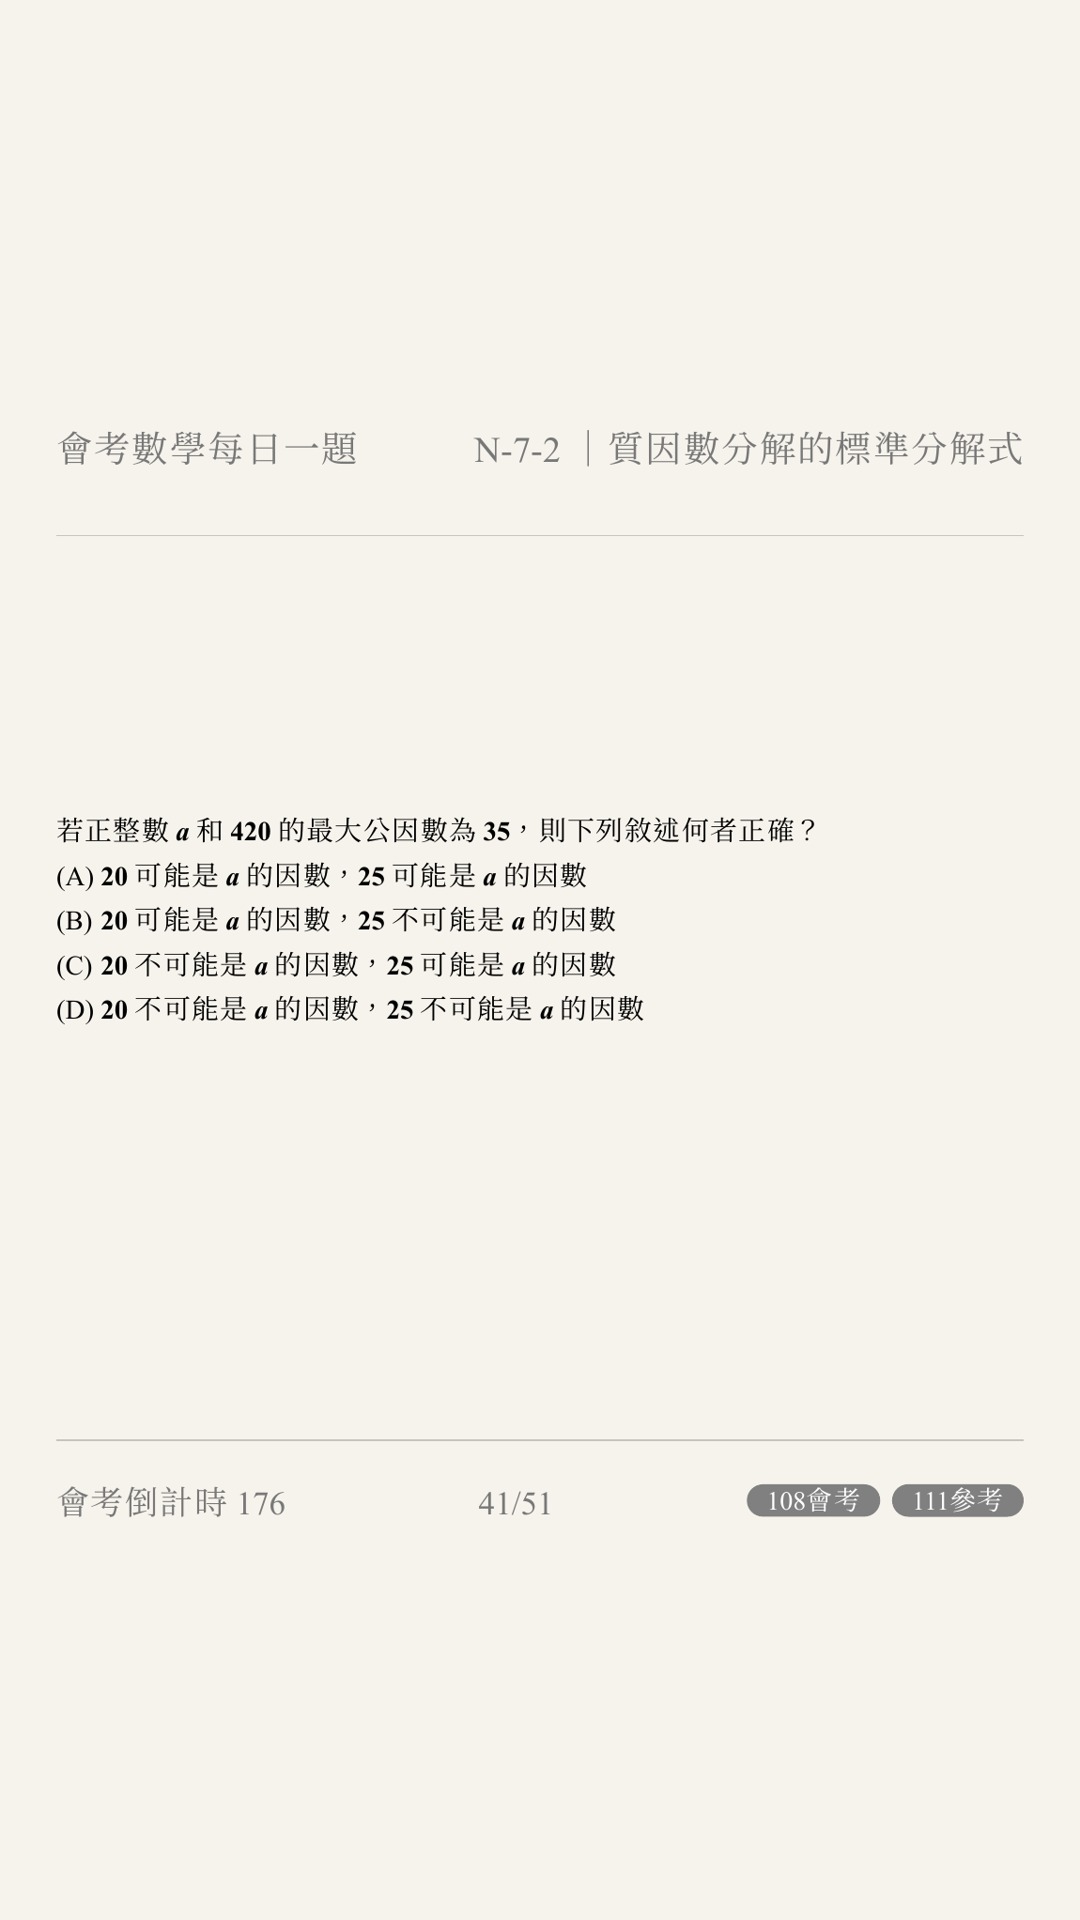 會考數學每日一題
N-7-2 | 質因數分解的標準分解式
若正整數 a 和 420 的最大公因數為 35，則下列敘述何者正確？
(A) 20 可能是 a 的因數，25 可能是 a 的因數
(B) 20 可能是 a 的因數，25 不可能是 a 的因數
(C) 20 不可能是 a 的因數，25 可能是 a 的因數
(D) 20 不可能是 a 的因數，25 不可能是 a 的因數
會考倒計時 176
41/51
108會考
111參考